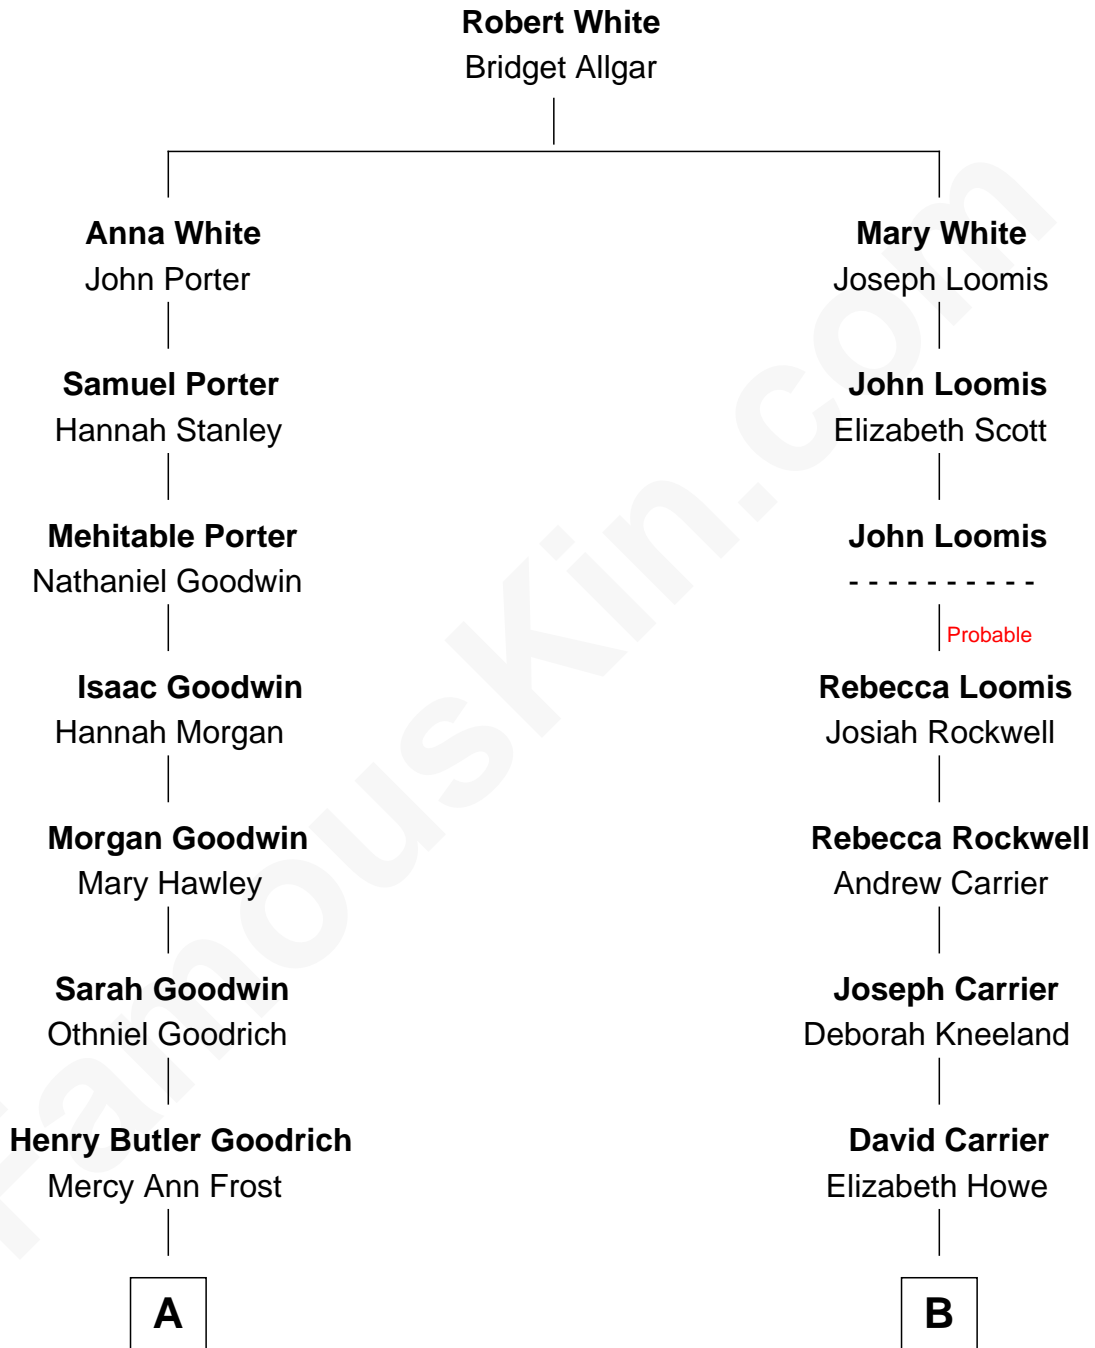 Robert White
Bridget Allgar
Anna White
John Porter
Samuel Porter
Hannah Stanley
Mehitable Porter
Nathaniel Goodwin
Isaac Goodwin
Hannah Morgan
Morgan Goodwin
Mary Hawley
Sarah Goodwin
Othniel Goodrich
Henry Butler Goodrich
Mercy Ann Frost
A
Mary White
Joseph Loomis
John Loomis
Elizabeth Scott
John Loomis
- - - - - - - - - -
Probable
Rebecca Loomis
Josiah Rockwell
Rebecca Rockwell
Andrew Carrier
Joseph Carrier
Deborah Kneeland
David Carrier
Elizabeth Howe
B
FamousKin.com